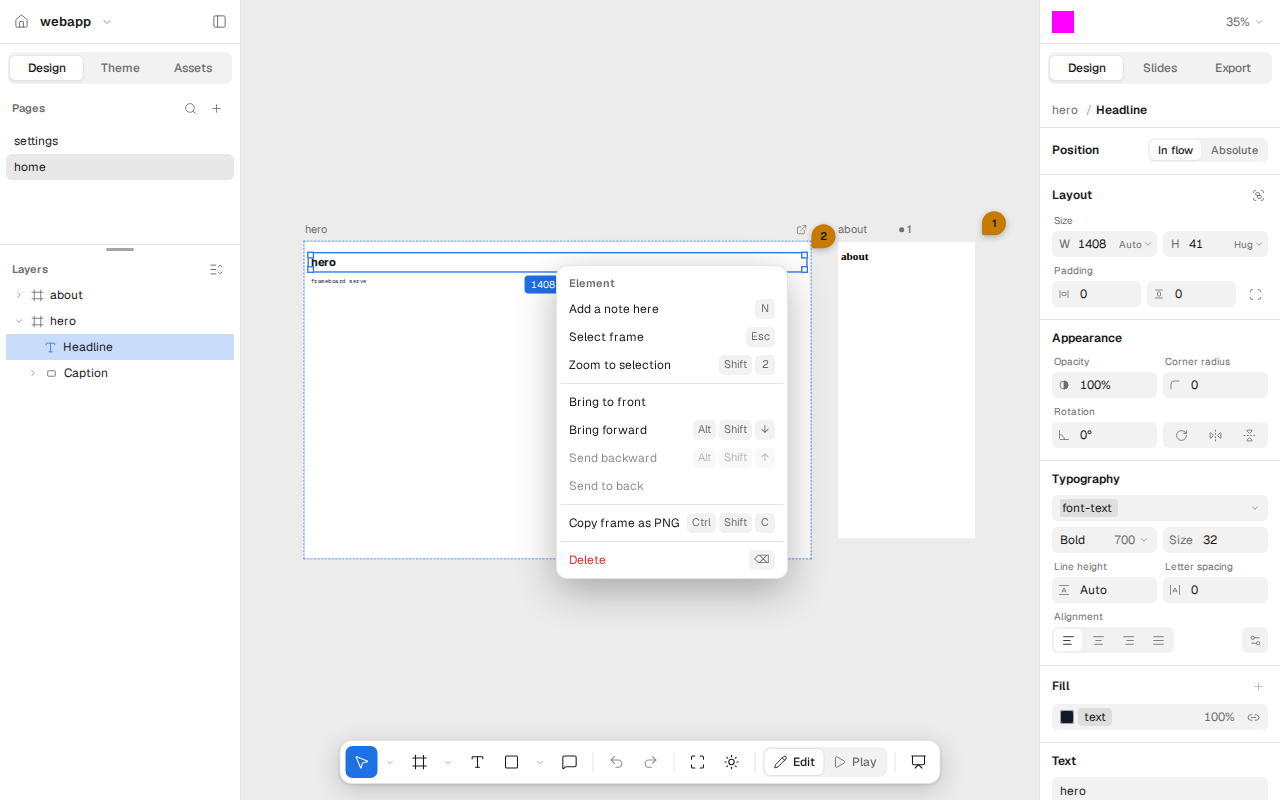 webapp
Design Theme Assets
Pages
settings
home
Layers
about
hero
Headline
Caption
hero
2
about
1
1
hero
frameboard serve
1408
about
Element
Add a note here N
Select frame Esc
Zoom to selection Shift 2
Bring to front
Bring forward Alt Shift ↓
Send backward Alt Shift ↑
Send to back
Copy frame as PNG Ctrl Shift C
Delete ⌫
Edit Play
35%
Design Slides Export
hero / Headline
Position In flow Absolute
Layout
Size
W 1408 Auto H 41 Hug
Padding
0 0
Appearance
Opacity Corner radius
100% 0
Rotation
0°
Typography
font-text
Bold 700 Size 32
Line height Letter spacing
Auto 0
Alignment
Fill
text 100%
Text
hero